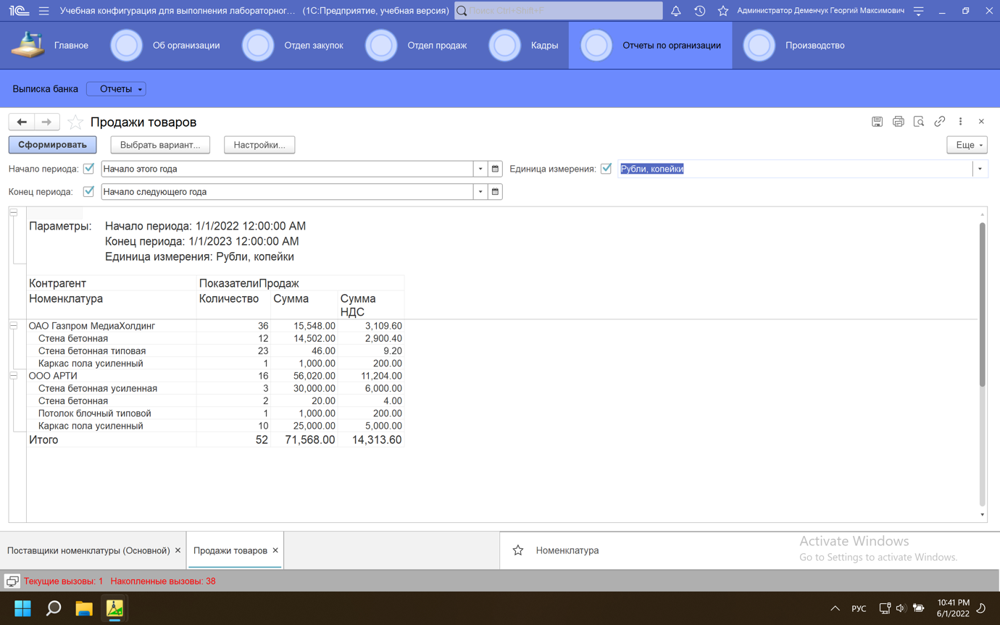 1С Учебная конфигурация для выполнения лабораторног... (1С:Предприятие, учебная версия) Поиск Ctrl+Shift+F Администратор Деменчук Георгий Максимович
Главное Об организации Отдел закупок Отдел продаж Кадры Отчеты по организации Производство
Выписка банка Отчеты
Продажи товаров
Сформировать Выбрать вариант... Настройки... Еще
Начало периода: Начало этого года Единица измерения: Рубли, копейки
Конец периода: Начало следующего года
Параметры: Начало периода: 1/1/2022 12:00:00 AM
Конец периода: 1/1/2023 12:00:00 AM
Единица измерения: Рубли, копейки
Контрагент ПоказателиПродаж
Номенклатура Количество Сумма Сумма
НДС
ОАО Газпром МедиаХолдинг 36 15,548.00 3,109.60
Стена бетонная 12 14,502.00 2,900.40
Стена бетонная типовая 23 46.00 9.20
Каркас пола усиленный 1 1,000.00 200.00
ООО АРТИ 16 56,020.00 11,204.00
Стена бетонная усиленная 3 30,000.00 6,000.00
Стена бетонная 2 20.00 4.00
Потолок блочный типовой 1 1,000.00 200.00
Каркас пола усиленный 10 25,000.00 5,000.00
Итого 52 71,568.00 14,313.60
Поставщики номенклатуры (Основной) Продажи товаров Номенклатура
Activate Windows
Go to Settings to activate Windows.
Текущие вызовы: 1 Накопленные вызовы: 38
РУС 10:41 PM
6/1/2022